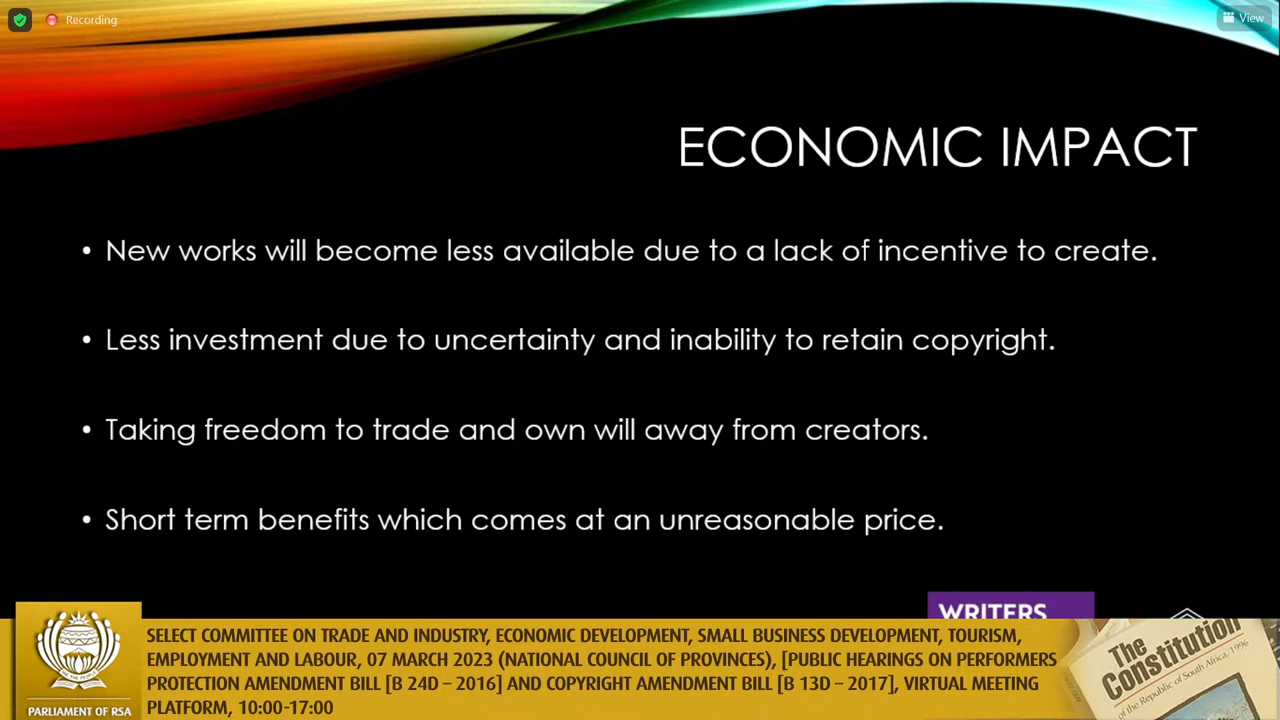 Recording
View
ECONOMIC IMPACT
• New works will become less available due to a lack of incentive to create.
• Less investment due to uncertainty and inability to retain copyright.
• Taking freedom to trade and own will away from creators.
• Short term benefits which comes at an unreasonable price.
WRITERS
SELECT COMMITTEE ON TRADE AND INDUSTRY, ECONOMIC DEVELOPMENT, SMALL BUSINESS DEVELOPMENT, TOURISM,
EMPLOYMENT AND LABOUR, 07 MARCH 2023 (NATIONAL COUNCIL OF PROVINCES), [PUBLIC HEARINGS ON PERFORMERS
PROTECTION AMENDMENT BILL [B 24D – 2016] AND COPYRIGHT AMENDMENT BILL [B 13D – 2017], VIRTUAL MEETING
PLATFORM, 10:00-17:00
PARLIAMENT OF RSA
The
Constitution
of the Republic of South Africa, 1996